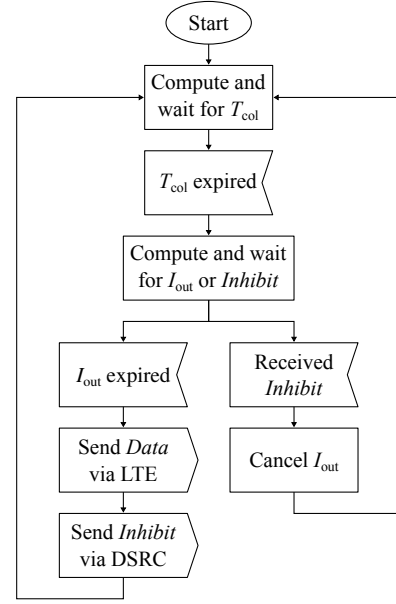 Start
Compute and
wait for T_col
T_col expired
Compute and wait
for I_out or Inhibit
I_out expired
Received
Inhibit
Send Data
via LTE
Cancel I_out
Send Inhibit
via DSRC